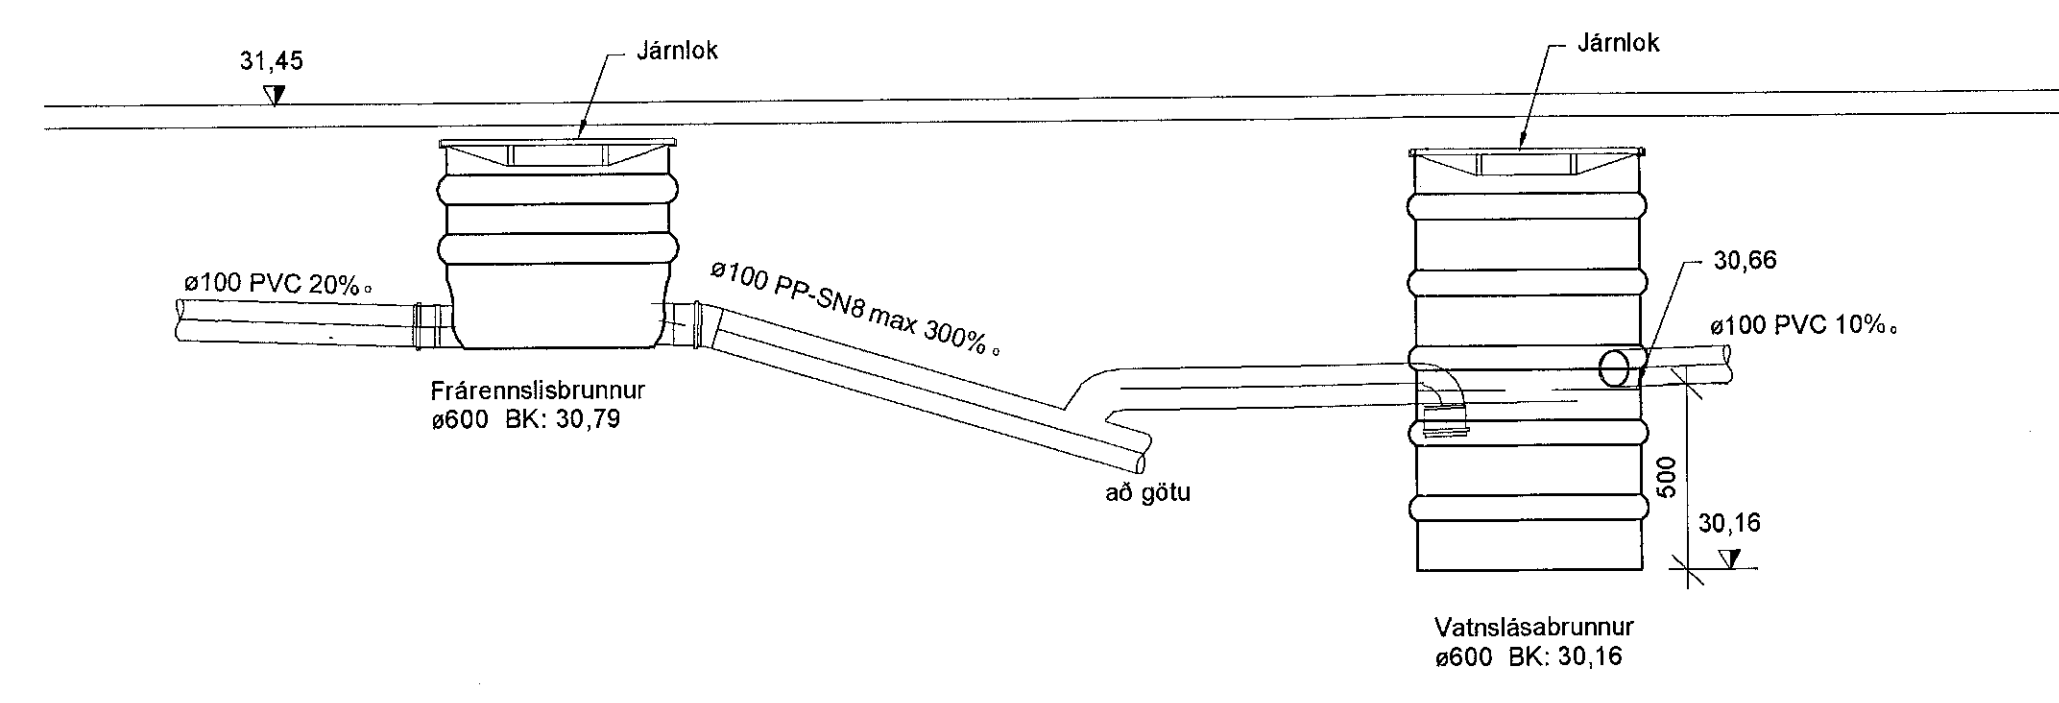 31,45
Járnlok
Járnlok
ø100 PVC 20‰
ø100 PP-SN8 max 300‰
30,66
ø100 PVC 10‰
Frárennslisbrunnur
ø600 BK: 30,79
að götu
500
30,16
Vatnslásabrunnur
ø600 BK: 30,16